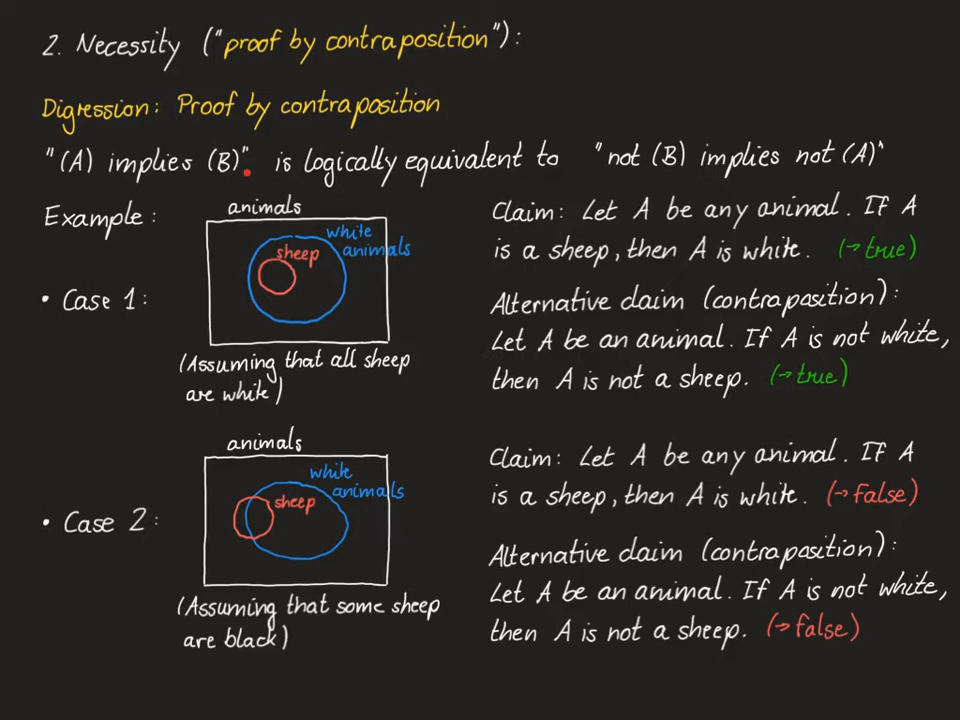 2. Necessity ("proof by contraposition"):
Digression: Proof by contraposition
"(A) implies (B)" is logically equivalent to "not (B) implies not (A)"
Example:
animals
white
animals
sheep
• Case 1:
(Assuming that all sheep
are white)
Claim: Let A be any animal. If A
is a sheep, then A is white. (→true)
Alternative claim (contraposition):
Let A be an animal. If A is not white,
then A is not a sheep. (→true)
animals
white
animals
sheep
• Case 2:
(Assuming that some sheep
are black)
Claim: Let A be any animal. If A
is a sheep, then A is white. (→false)
Alternative claim (contraposition):
Let A be an animal. If A is not white,
then A is not a sheep. (→false)